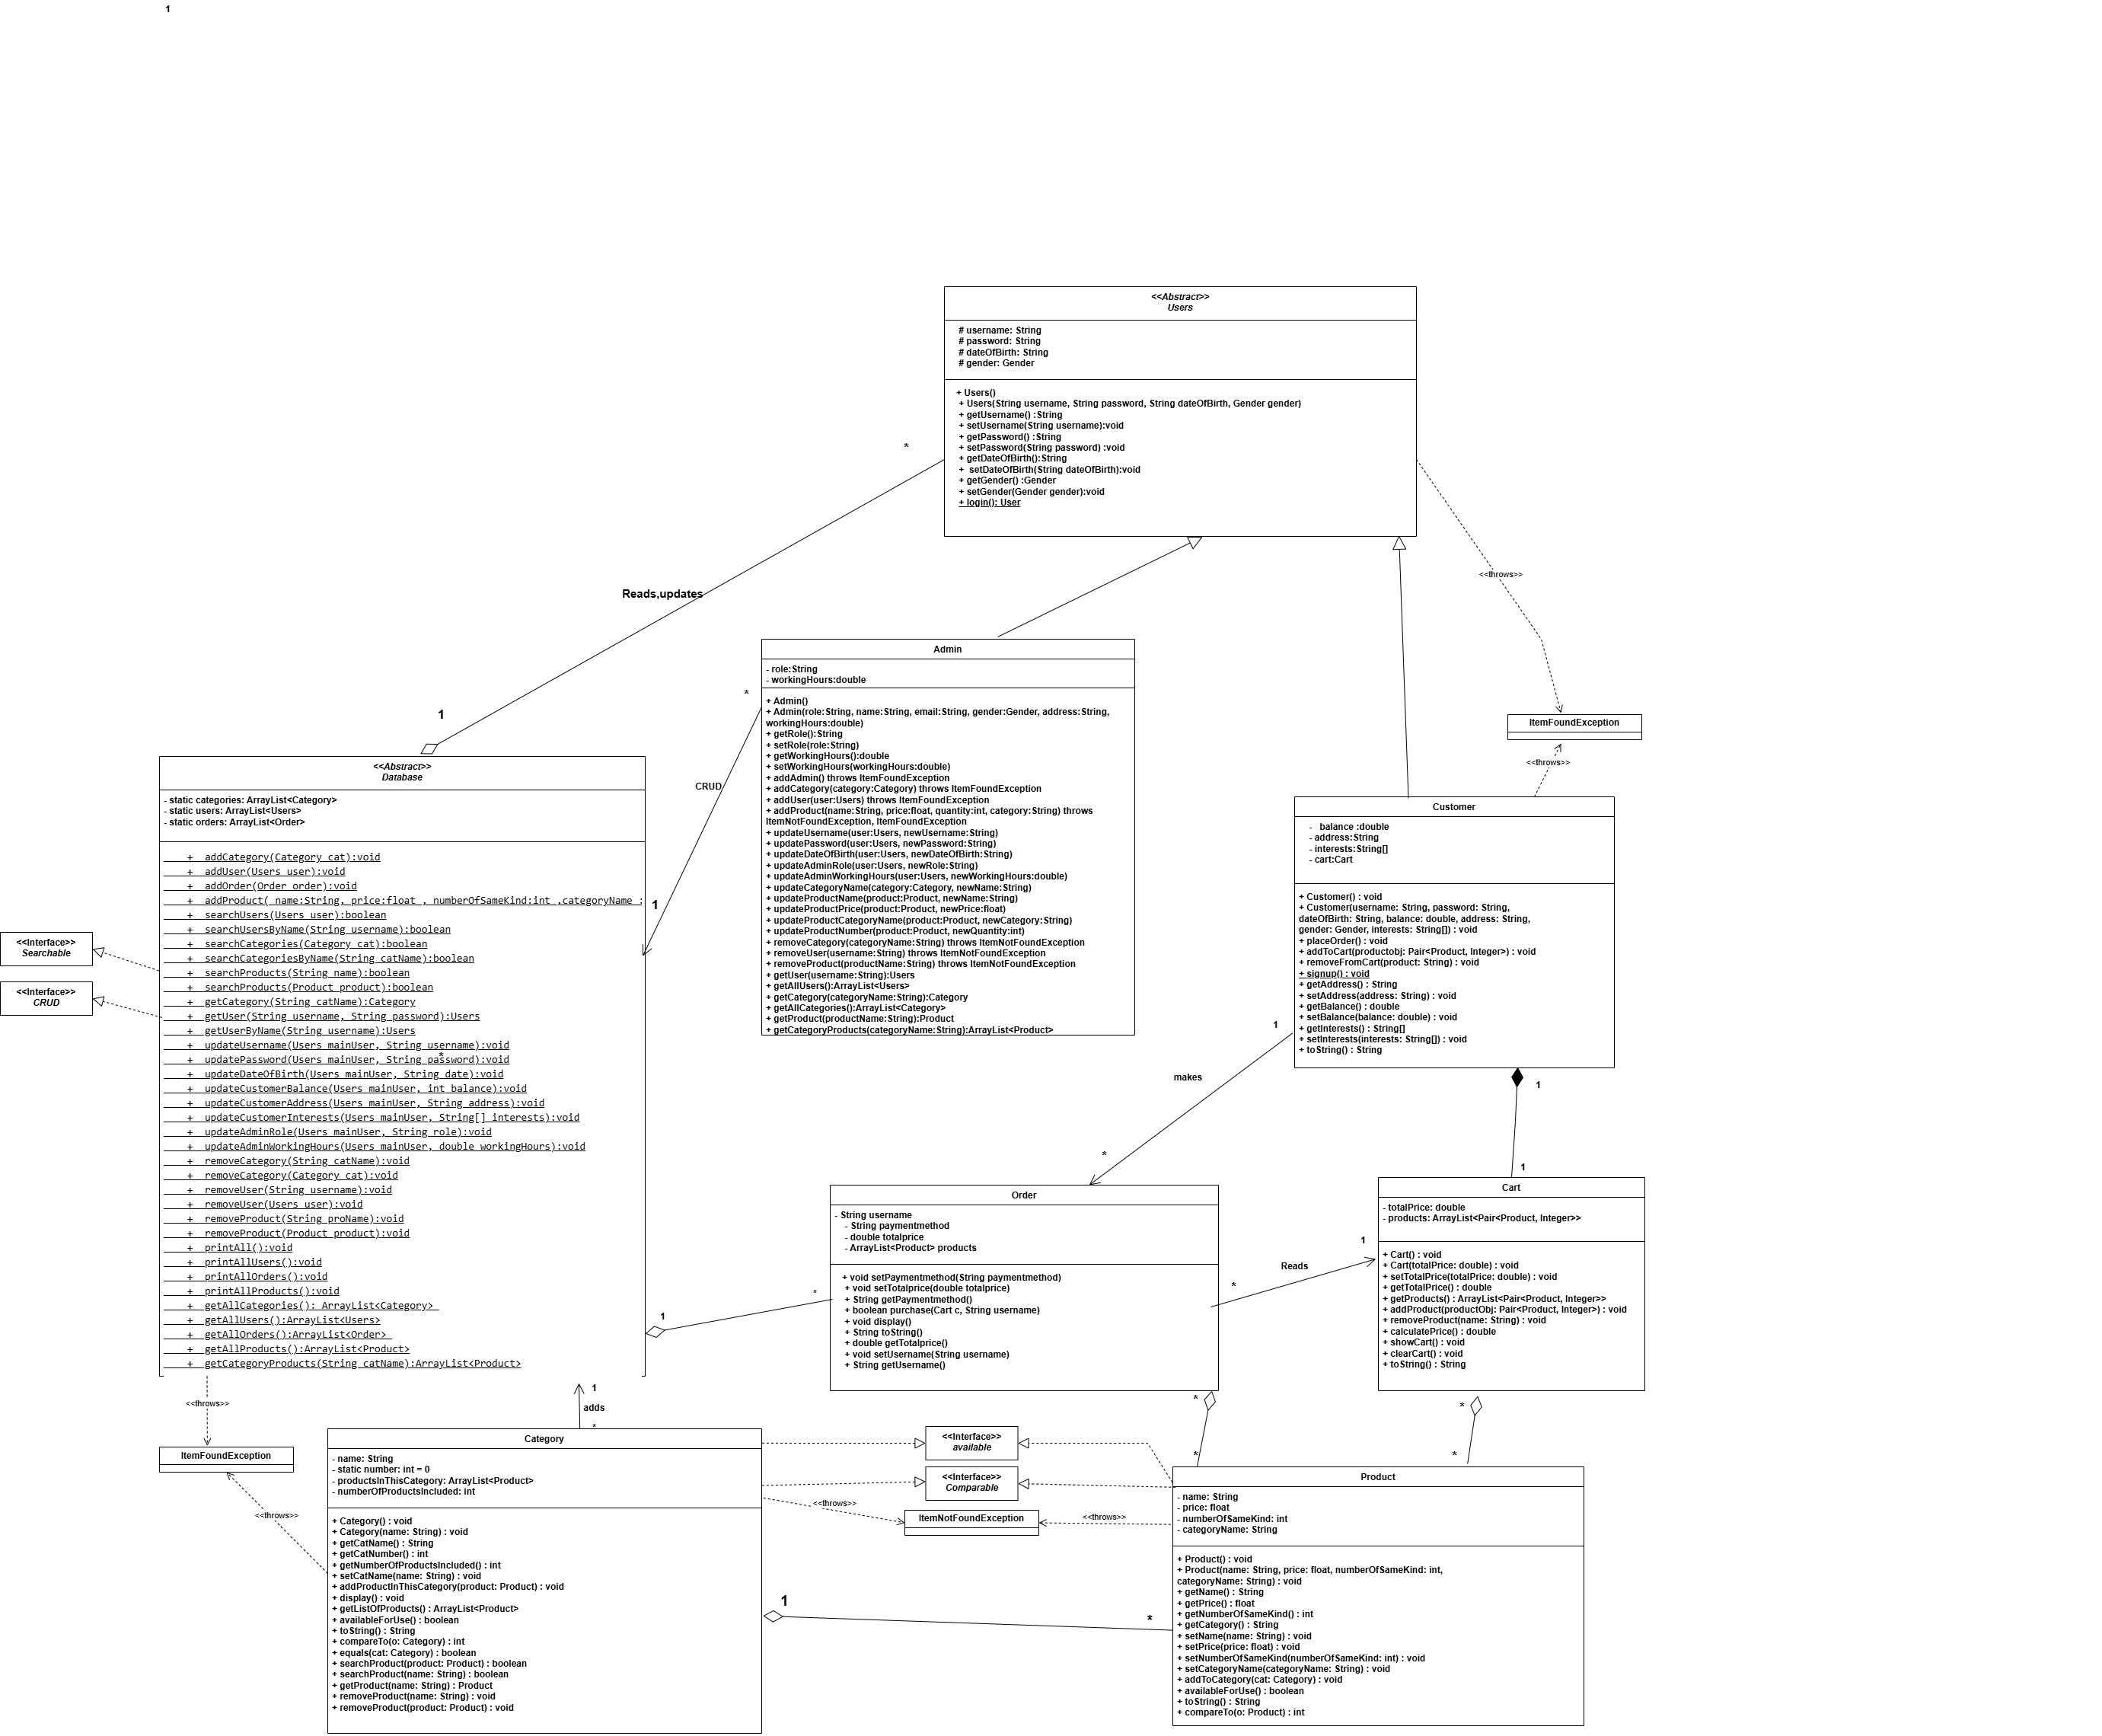 1
<<Abstract>>
Users
# username: String
# password: String
# dateOfBirth: String
# gender: Gender
+ Users()
+ Users(String username, String password, String dateOfBirth, Gender gender)
+ getUsername() :String
+ setUsername(String username):void
+ getPassword() :String
+ setPassword(String password) :void
+ getDateOfBirth():String
+  setDateOfBirth(String dateOfBirth):void
+ getGender() :Gender
+ setGender(Gender gender):void
+ login(): User
*
Reads,updates
1
<<throws>>
ItemFoundException
<<throws>>
Admin
- role:String
- workingHours:double
+ Admin()
+ Admin(role:String, name:String, email:String, gender:Gender, address:String,
workingHours:double)
+ getRole():String
+ setRole(role:String)
+ getWorkingHours():double
+ setWorkingHours(workingHours:double)
+ addAdmin() throws ItemFoundException
+ addCategory(category:Category) throws ItemFoundException
+ addUser(user:Users) throws ItemFoundException
+ addProduct(name:String, price:float, quantity:int, category:String) throws
ItemNotFoundException, ItemFoundException
+ updateUsername(user:Users, newUsername:String)
+ updatePassword(user:Users, newPassword:String)
+ updateDateOfBirth(user:Users, newDateOfBirth:String)
+ updateAdminRole(user:Users, newRole:String)
+ updateAdminWorkingHours(user:Users, newWorkingHours:double)
+ updateCategoryName(category:Category, newName:String)
+ updateProductName(product:Product, newName:String)
+ updateProductPrice(product:Product, newPrice:float)
+ updateProductCategoryName(product:Product, newCategory:String)
+ updateProductNumber(product:Product, newQuantity:int)
+ removeCategory(categoryName:String) throws ItemNotFoundException
+ removeUser(username:String) throws ItemNotFoundException
+ removeProduct(productName:String) throws ItemNotFoundException
+ getUser(username:String):Users
+ getAllUsers():ArrayList<Users>
+ getCategory(categoryName:String):Category
+ getAllCategories():ArrayList<Category>
+ getProduct(productName:String):Product
+ getCategoryProducts(categoryName:String):ArrayList<Product>
*
CRUD
1
<<Abstract>>
Database
- static categories: ArrayList<Category>
- static users: ArrayList<Users>
- static orders: ArrayList<Order>
+  addCategory(Category cat):void
+  addUser(Users user):void
+  addOrder(Order order):void
+  addProduct( name:String, price:float , numberOfSameKind:int ,categoryName :
+  searchUsers(Users user):boolean
+  searchUsersByName(String username):boolean
+  searchCategories(Category cat):boolean
+  searchCategoriesByName(String catName):boolean
+  searchProducts(String name):boolean
+  searchProducts(Product product):boolean
+  getCategory(String catName):Category
+  getUser(String username, String password):Users
+  getUserByName(String username):Users
+  updateUsername(Users mainUser, String username):void
*
+  updatePassword(Users mainUser, String password):void
+  updateDateOfBirth(Users mainUser, String date):void
+  updateCustomerBalance(Users mainUser, int balance):void
+  updateCustomerAddress(Users mainUser, String address):void
+  updateCustomerInterests(Users mainUser, String[] interests):void
+  updateAdminRole(Users mainUser, String role):void
+  updateAdminWorkingHours(Users mainUser, double workingHours):void
+  removeCategory(String catName):void
+  removeCategory(Category cat):void
+  removeUser(String username):void
+  removeUser(Users user):void
+  removeProduct(String proName):void
+  removeProduct(Product product):void
+  printAll():void
+  printAllUsers():void
+  printAllOrders():void
+  printAllProducts():void
+  getAllCategories(): ArrayList<Category>
+  getAllUsers():ArrayList<Users>
+  getAllOrders():ArrayList<Order>
+  getAllProducts():ArrayList<Product>
+  getCategoryProducts(String catName):ArrayList<Product>
<<Interface>>
Searchable
<<Interface>>
CRUD
Customer
-   balance :double
- address:String
- interests:String[]
- cart:Cart
+ Customer() : void
+ Customer(username: String, password: String,
dateOfBirth: String, balance: double, address: String,
gender: Gender, interests: String[]) : void
+ placeOrder() : void
+ addToCart(productobj: Pair<Product, Integer>) : void
+ removeFromCart(product: String) : void
+ signup() : void
+ getAddress() : String
+ setAddress(address: String) : void
+ getBalance() : double
+ setBalance(balance: double) : void
+ getInterests() : String[]
+ setInterests(interests: String[]) : void
+ toString() : String
1
makes
*
1
1
Order
- String username
- String paymentmethod
- double totalprice
- ArrayList<Product> products
+ void setPaymentmethod(String paymentmethod)
+ void setTotalprice(double totalprice)
+ String getPaymentmethod()
+ boolean purchase(Cart c, String username)
+ void display()
+ String toString()
+ double getTotalprice()
+ void setUsername(String username)
+ String getUsername()
*
1
1
Reads
*
Cart
- totalPrice: double
- products: ArrayList<Pair<Product, Integer>>
+ Cart() : void
+ Cart(totalPrice: double) : void
+ setTotalPrice(totalPrice: double) : void
+ getTotalPrice() : double
+ getProducts() : ArrayList<Pair<Product, Integer>>
+ addProduct(productObj: Pair<Product, Integer>) : void
+ removeProduct(name: String) : void
+ calculatePrice() : double
+ showCart() : void
+ clearCart() : void
+ toString() : String
*
*
*
*
<<throws>>
ItemFoundException
<<throws>>
1
adds
*
Category
- name: String
- static number: int = 0
- productsInThisCategory: ArrayList<Product>
- numberOfProductsIncluded: int
+ Category() : void
+ Category(name: String) : void
+ getCatName() : String
+ getCatNumber() : int
+ getNumberOfProductsIncluded() : int
+ setCatName(name: String) : void
+ addProductInThisCategory(product: Product) : void
+ display() : void
+ getListOfProducts() : ArrayList<Product>
+ availableForUse() : boolean
+ toString() : String
+ compareTo(o: Category) : int
+ equals(cat: Category) : boolean
+ searchProduct(product: Product) : boolean
+ searchProduct(name: String) : boolean
+ getProduct(name: String) : Product
+ removeProduct(name: String) : void
+ removeProduct(product: Product) : void
<<Interface>>
available
<<Interface>>
Comparable
<<throws>>
ItemNotFoundException
<<throws>>
1
*
Product
- name: String
- price: float
- numberOfSameKind: int
- categoryName: String
+ Product() : void
+ Product(name: String, price: float, numberOfSameKind: int,
categoryName: String) : void
+ getName() : String
+ getPrice() : float
+ getNumberOfSameKind() : int
+ getCategory() : String
+ setName(name: String) : void
+ setPrice(price: float) : void
+ setNumberOfSameKind(numberOfSameKind: int) : void
+ setCategoryName(categoryName: String) : void
+ addToCategory(cat: Category) : void
+ availableForUse() : boolean
+ toString() : String
+ compareTo(o: Product) : int